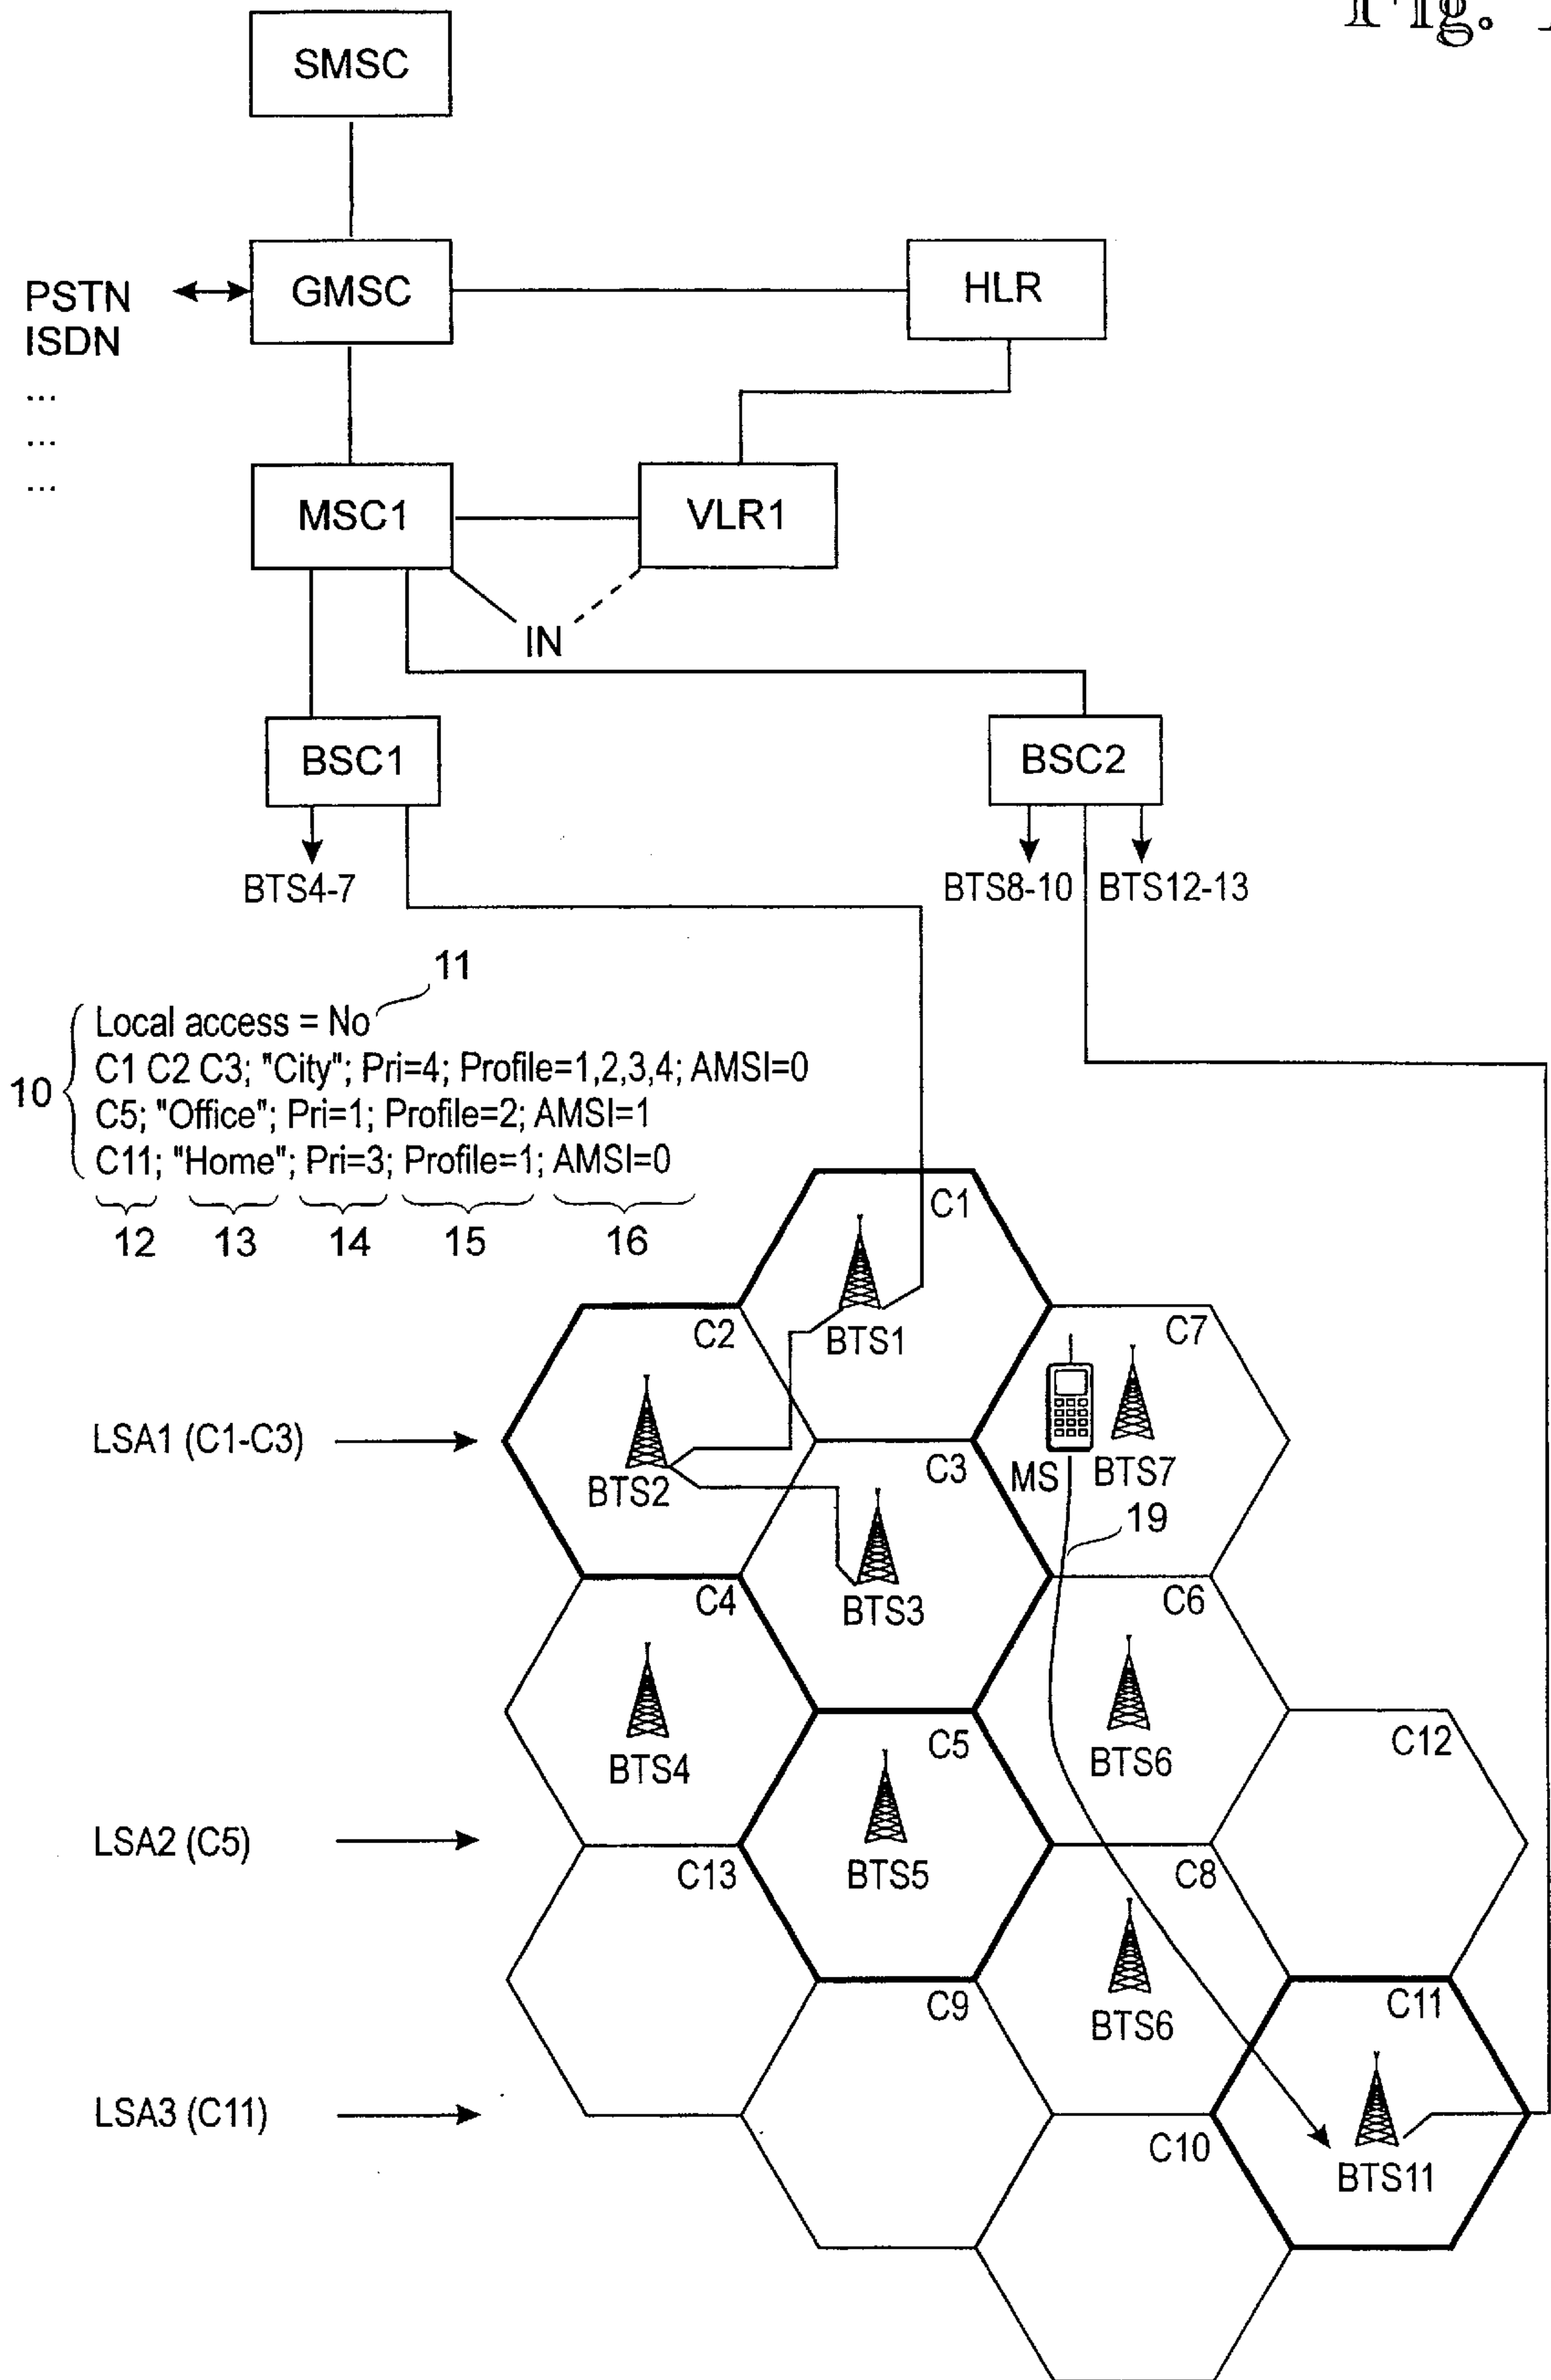 Fig.
SMSC
GMSC
HLR
PSTN
ISDN
...
...
...
MSC1
VLR1
IN
BSC1
BSC2
BTS4-7
BTS8-10
BTS12-13
11
10
Local access = No
C1 C2 C3; "City"; Pri=4; Profile=1,2,3,4; AMSI=0
C5; "Office"; Pri=1; Profile=2; AMSI=1
C11; "Home"; Pri=3; Profile=1; AMSI=0
12 13 14 15 16
C1
BTS1
C2
C7
LSA1 (C1-C3)
BTS2
C3
MS
BTS7
19
BTS3
C4
C6
BTS4
C5
BTS6
C12
LSA2 (C5)
C13
BTS5
C8
C9
BTS6
C11
LSA3 (C11)
C10
BTS11